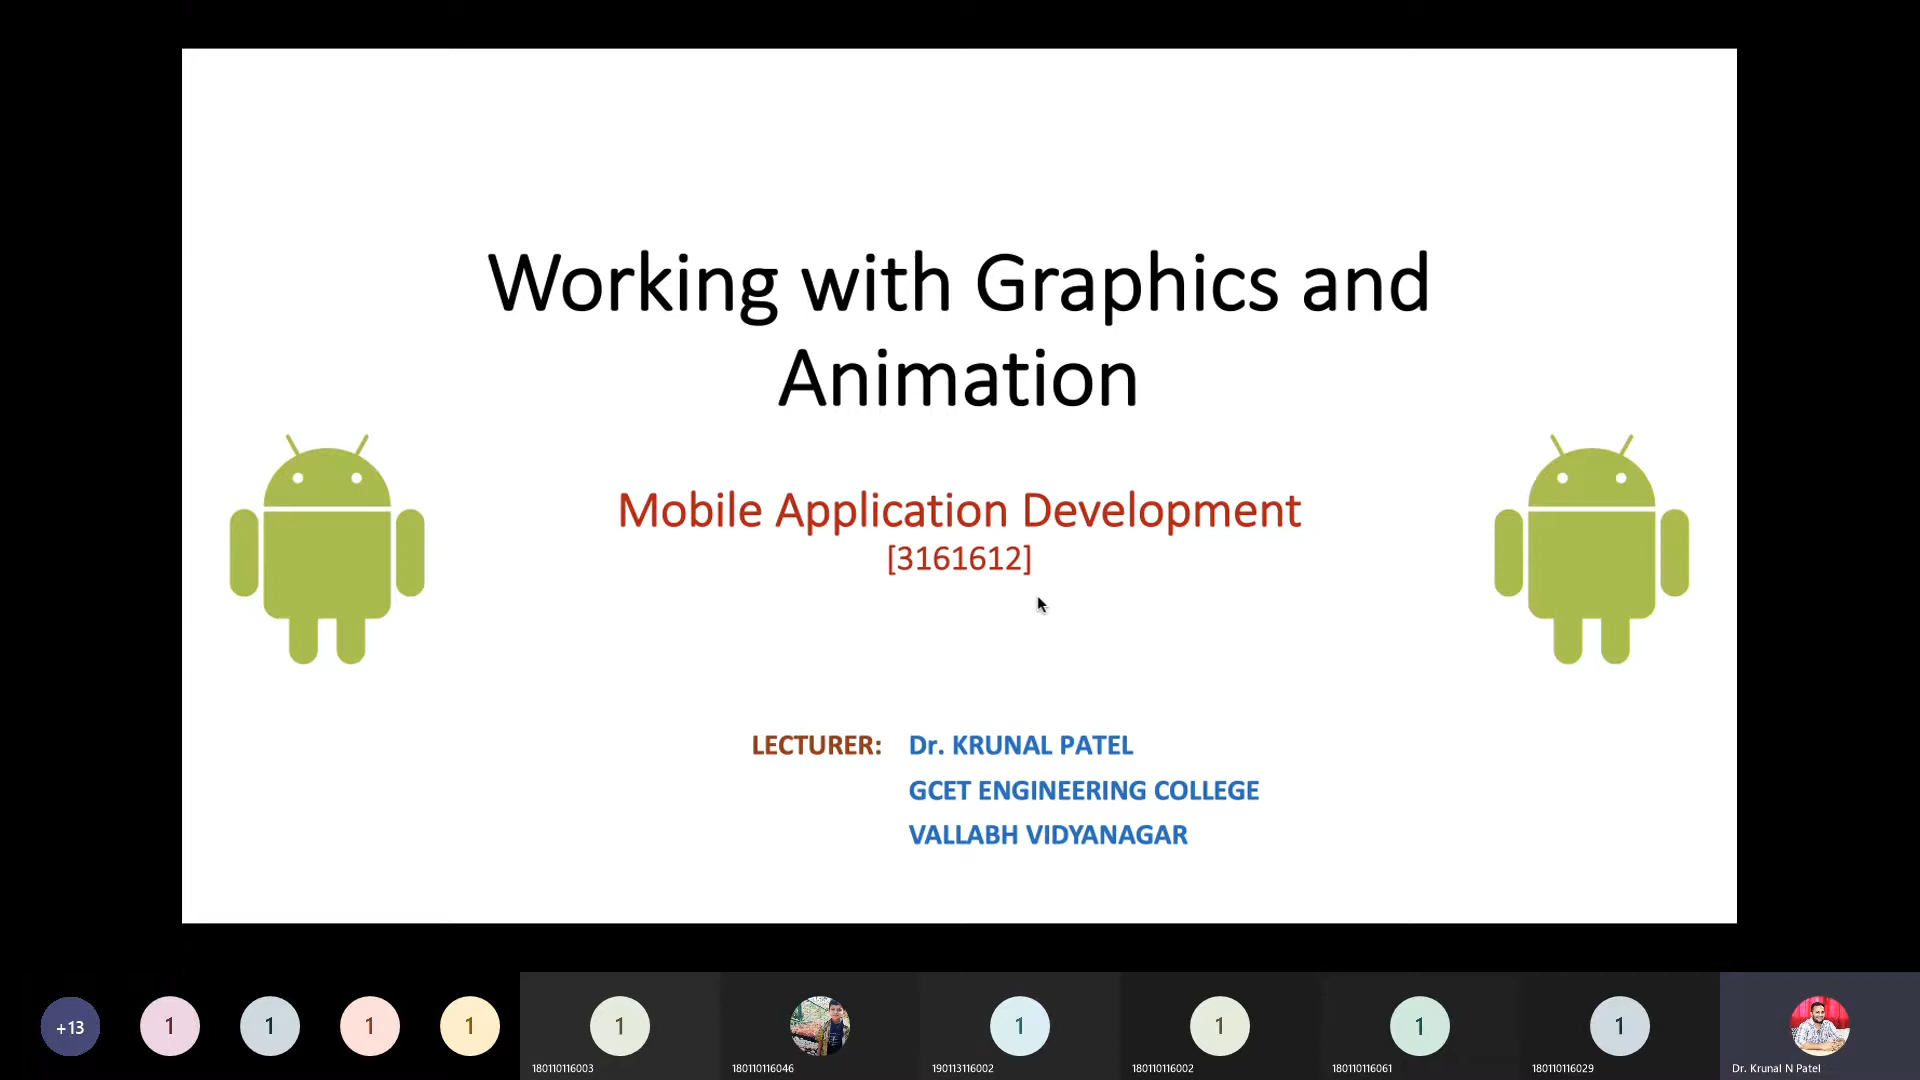 Working with Graphics and
Animation
Mobile Application Development
[3161612]
LECTURER: Dr. KRUNAL PATEL
GCET ENGINEERING COLLEGE
VALLABH VIDYANAGAR
+13 1 1 1 1 1 1 1 1 1
180110116003 180110116046 190113116002 180110116002 180110116061 180110116029 Dr. Krunal N Patel